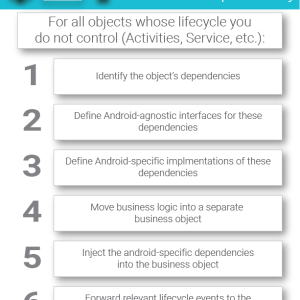 For all objects whose lifecycle you
do not control (Activities, Service, etc.):
1
Identify the object's dependencies
2
Define Android-agnostic interfaces for these
dependencies
3
Define Android-specific implmentations of these
dependencies
4
Move business logic into a separate
business object
5
Inject the android-specific dependencies
into the business object
6
Forward relevant lifecycle events to the